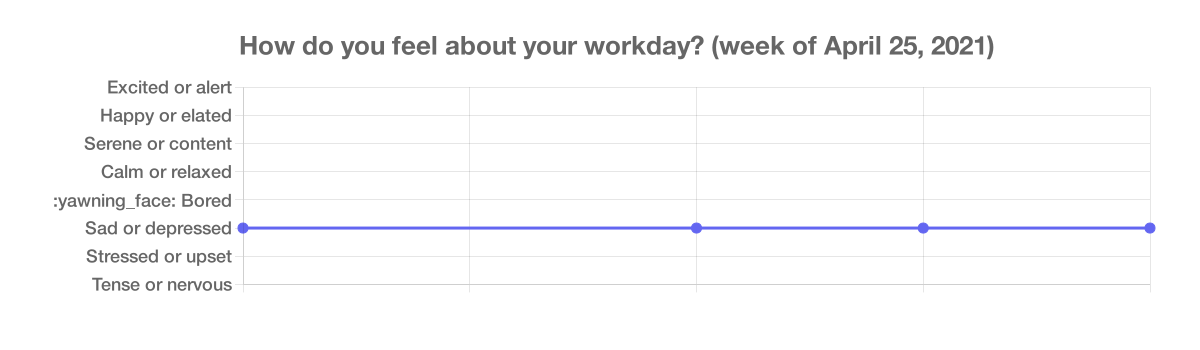 How do you feel about your workday? (week of April 25, 2021)
Excited or alert
Happy or elated
Serene or content
Calm or relaxed
:yawning_face: Bored
Sad or depressed
Stressed or upset
Tense or nervous